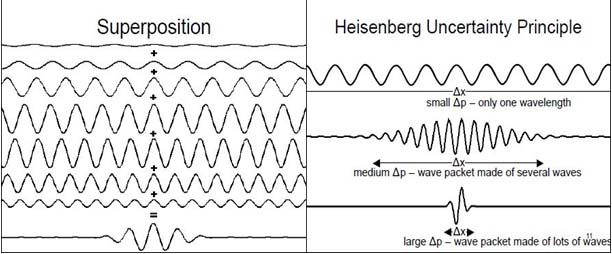 Superposition
+
+
+
+
+
+
=
Heisenberg Uncertainty Principle
Δx
small Δp – only one wavelength
Δx
medium Δp – wave packet made of several waves
Δx
11
large Δp – wave packet made of lots of waves